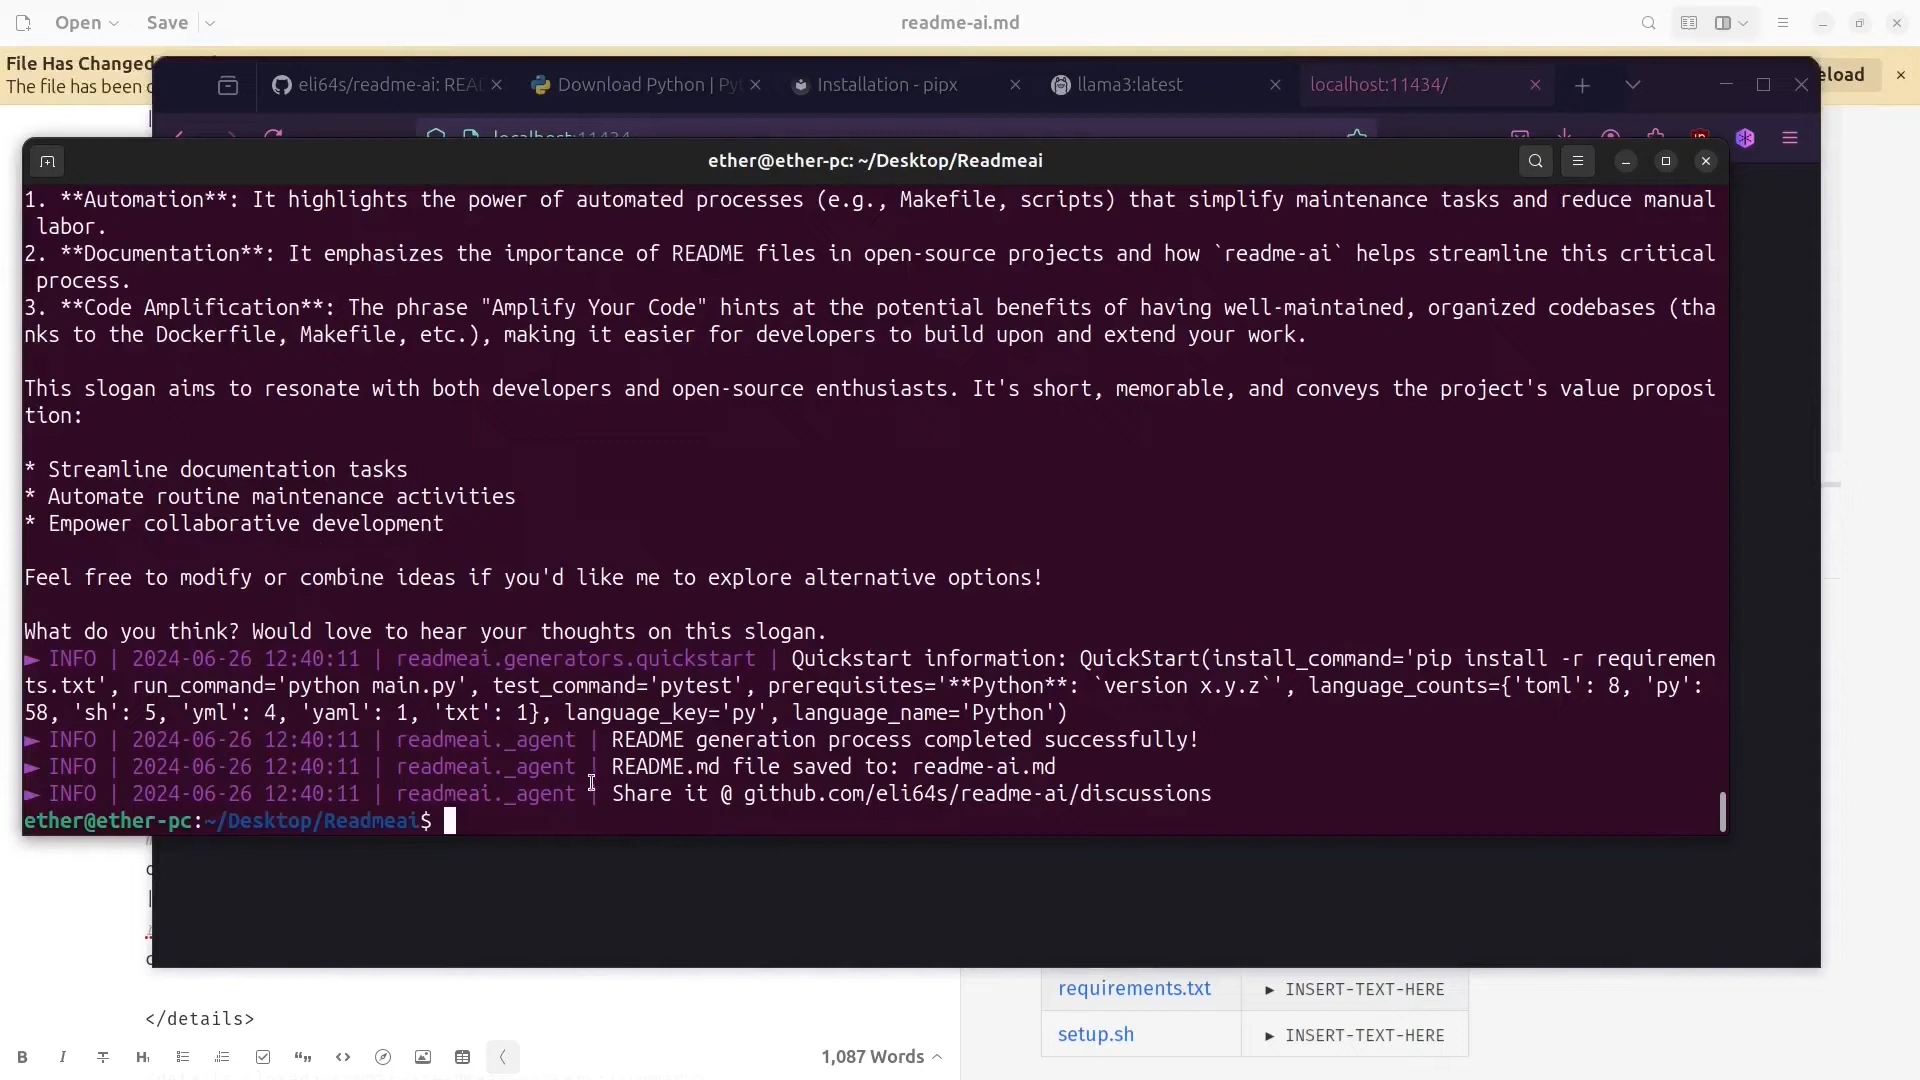 Open
Save
readme-ai.md
File Has Changed
The file has been
eload
eli64s/readme-ai: REA
Download Python | Py
Installation - pipx
llama3:latest
localhost:11434/
localhost:11434
ether@ether-pc: ~/Desktop/Readmeai
1. **Automation**: It highlights the power of automated processes (e.g., Makefile, scripts) that simplify maintenance tasks and reduce manual
labor.
2. **Documentation**: It emphasizes the importance of README files in open-source projects and how `readme-ai` helps streamline this critical
process.
3. **Code Amplification**: The phrase "Amplify Your Code" hints at the potential benefits of having well-maintained, organized codebases (tha
nks to the Dockerfile, Makefile, etc.), making it easier for developers to build upon and extend your work.
This slogan aims to resonate with both developers and open-source enthusiasts. It's short, memorable, and conveys the project's value proposi
tion:
* Streamline documentation tasks
* Automate routine maintenance activities
* Empower collaborative development
Feel free to modify or combine ideas if you'd like me to explore alternative options!
What do you think? Would love to hear your thoughts on this slogan.
► INFO | 2024-06-26 12:40:11 | readmeai.generators.quickstart | Quickstart information: QuickStart(install_command='pip install -r requiremen
ts.txt', run_command='python main.py', test_command='pytest', prerequisites='**Python**: `version x.y.z`', language_counts={'toml': 8, 'py':
58, 'sh': 5, 'yml': 4, 'yaml': 1, 'txt': 1}, language_key='py', language_name='Python')
► INFO | 2024-06-26 12:40:11 | readmeai._agent | README generation process completed successfully!
► INFO | 2024-06-26 12:40:11 | readmeai._agent | README.md file saved to: readme-ai.md
► INFO | 2024-06-26 12:40:11 | readmeai._agent | Share it @ github.com/eli64s/readme-ai/discussions
ether@ether-pc:~/Desktop/Readmeai$
requirements.txt ► INSERT-TEXT-HERE
</details>
setup.sh ► INSERT-TEXT-HERE
1,087 Words